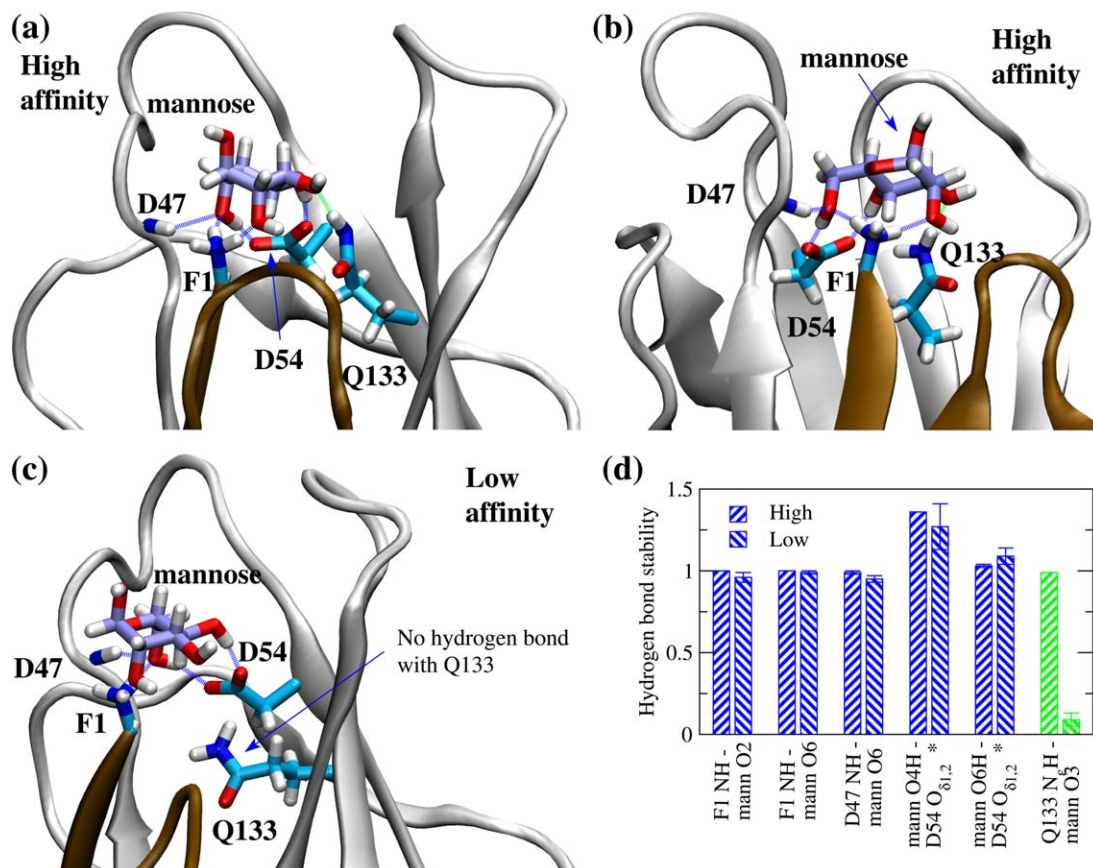 (a)
High
affinity
mannose
D47
F1
D54
Q133
(b)
mannose
High
affinity
D47
F1
Q133
D54
(c)
Low
affinity
mannose
D47
D54
No hydrogen bond
with Q133
F1
Q133
(d)
Hydrogen bond stability
1.5
1
0.5
0
High
Low
F1 NH -
mann O2
F1 NH -
mann O6
D47 NH -
mann O6
mann O4H - *
D54 Oδ1,2
mann O6H - *
D54 Oδ1,2
Q133 NεH -
mann O3